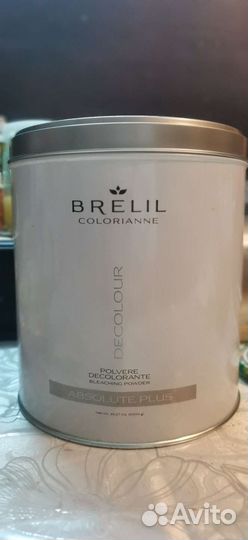 BRELIL
COLORIANNE
DECOLOUR
POLVERE
DECOLORANTE
BLEACHING POWDER
ABSOLUTE PLUS
Avito